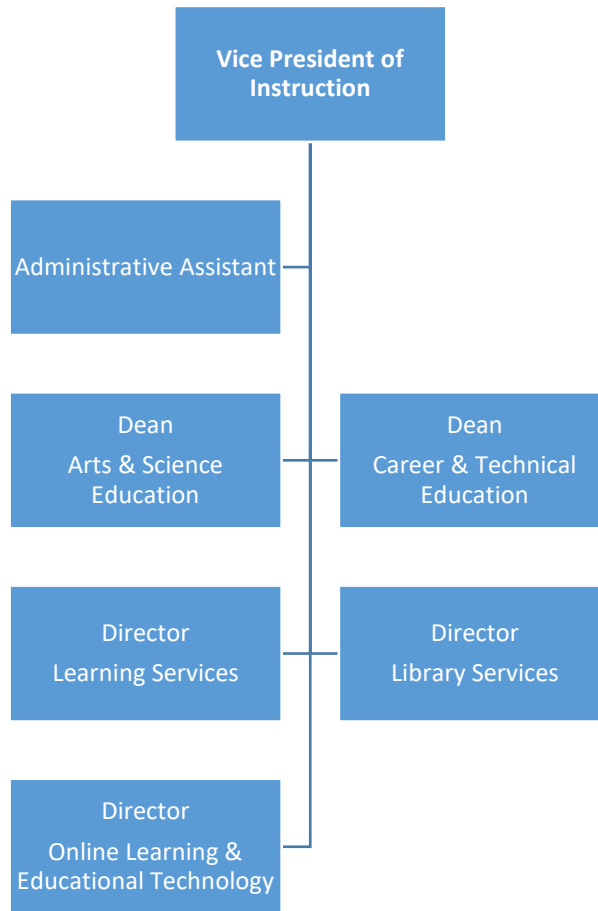 Vice President of
Instruction
Administrative Assistant
Dean
Arts & Science
Education
Dean
Career & Technical
Education
Director
Learning Services
Director
Library Services
Director
Online Learning &
Educational Technology